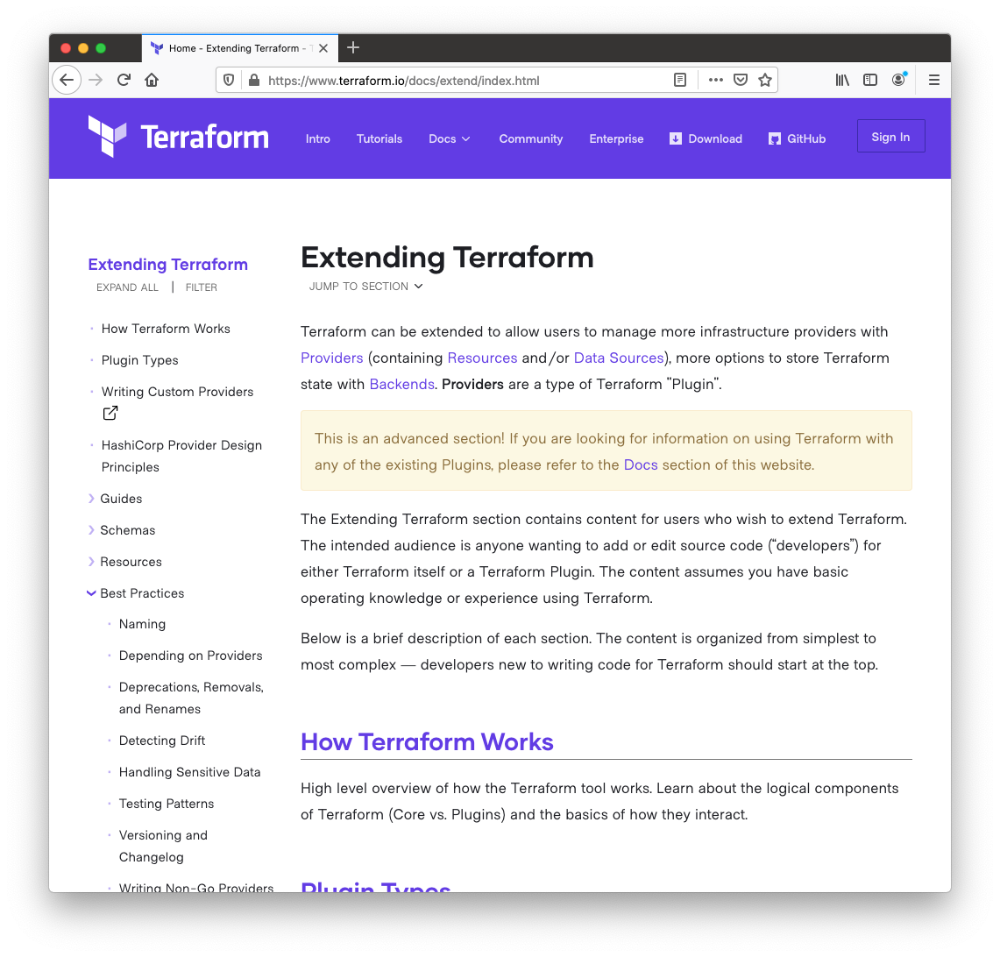 Home - Extending Terraform -
https://www.terraform.io/docs/extend/index.html
Terraform
Intro
Tutorials
Docs
Community
Enterprise
Download
GitHub
Sign In
Extending Terraform
EXPAND ALL | FILTER
How Terraform Works
Plugin Types
Writing Custom Providers
HashiCorp Provider Design
Principles
Guides
Schemas
Resources
Best Practices
Naming
Depending on Providers
Deprecations, Removals,
and Renames
Detecting Drift
Handling Sensitive Data
Testing Patterns
Versioning and
Changelog
Writing Non-Go Providers
Extending Terraform
JUMP TO SECTION
Terraform can be extended to allow users to manage more infrastructure providers with
Providers (containing Resources and/or Data Sources), more options to store Terraform
state with Backends. Providers are a type of Terraform "Plugin".
This is an advanced section! If you are looking for information on using Terraform with
any of the existing Plugins, please refer to the Docs section of this website.
The Extending Terraform section contains content for users who wish to extend Terraform.
The intended audience is anyone wanting to add or edit source code (“developers”) for
either Terraform itself or a Terraform Plugin. The content assumes you have basic
operating knowledge or experience using Terraform.
Below is a brief description of each section. The content is organized from simplest to
most complex — developers new to writing code for Terraform should start at the top.
How Terraform Works
High level overview of how the Terraform tool works. Learn about the logical components
of Terraform (Core vs. Plugins) and the basics of how they interact.
Plugin Types